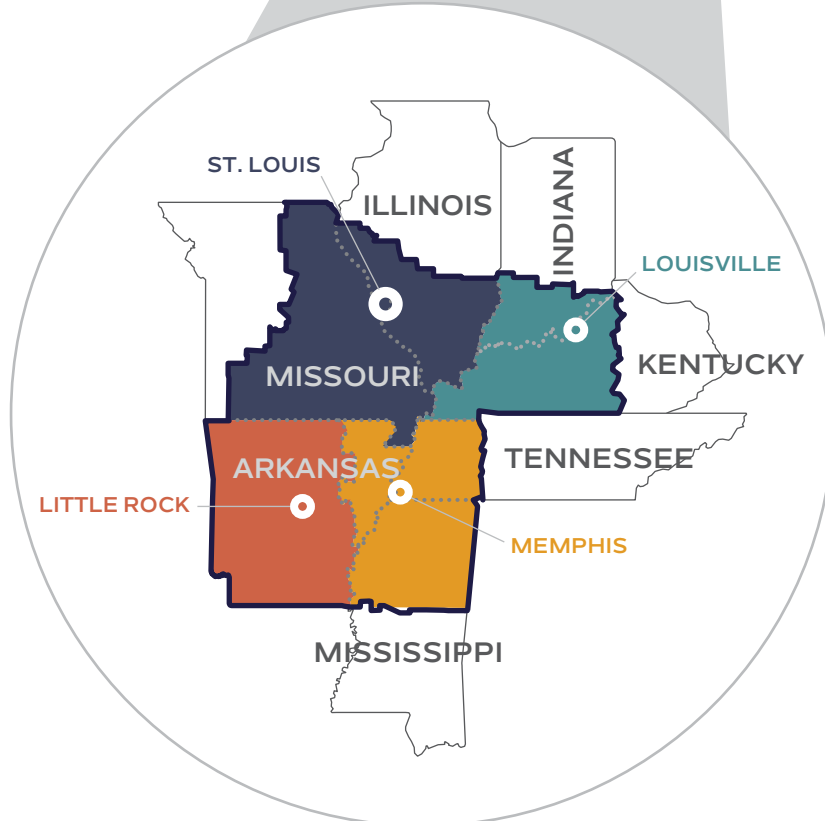 ST. LOUIS
ILLINOIS
INDIANA
LOUISVILLE
KENTUCKY
MISSOURI
TENNESSEE
ARKANSAS
LITTLE ROCK
MEMPHIS
MISSISSIPPI